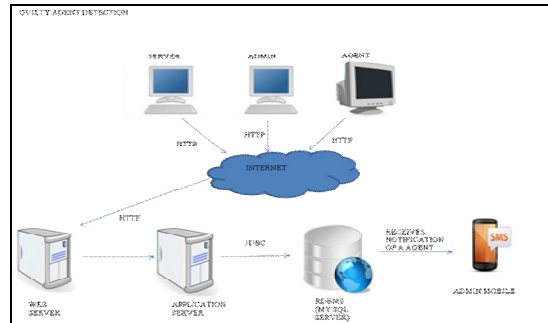 GUILTY AGENT DETECTION
SERVER
ADMIN
AGENT
HTTP
HTTP
HTTP
INTERNET
HTTP
JDBC
RECEIVES
NOTIFICATION
OF A AGENT
SMS
WEB
SERVER
APPLICATION
SERVER
RDBMS
(MY SQL
SERVER)
ADMIN MOBILE